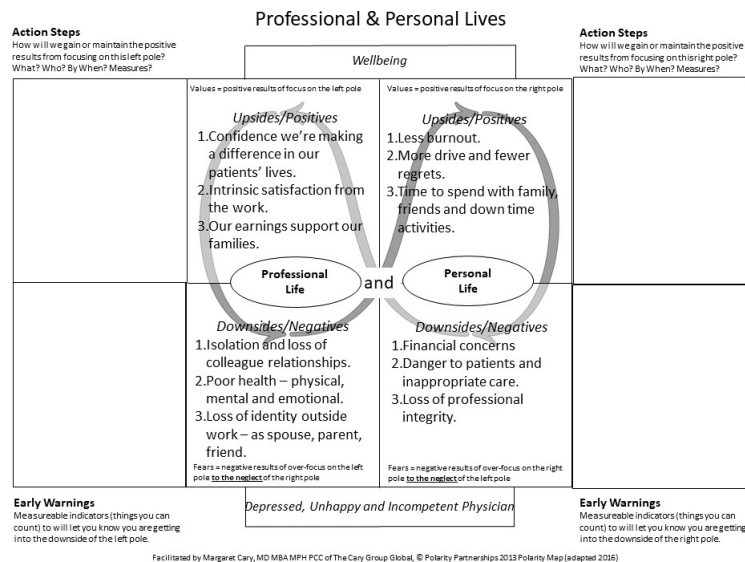 Professional & Personal Lives
Action Steps
How will we gain or maintain the positive
results from focusing on this left pole?
What? Who? By When? Measures?
Action Steps
How will we gain or maintain the positive
results from focusing on this right pole?
What? Who? By When? Measures?
Wellbeing
Values = positive results of focus on the left pole
Upsides/Positives
1.Confidence we're making
a difference in our
patients' lives.
2.Intrinsic satisfaction from
the work.
3.Our earnings support our
families.
Values = positive results of focus on the right pole
Upsides/Positives
1.Less burnout.
2.More drive and fewer
regrets.
3.Time to spend with family,
friends and down time
activities.
Professional
Life
and
Personal
Life
Downsides/Negatives
1.Isolation and loss of
colleague relationships.
2.Poor health – physical,
mental and emotional.
3.Loss of identity outside
work – as spouse, parent,
friend.
Fears = negative results of over-focus on the left
pole to the neglect of the right pole
Downsides/Negatives
1.Financial concerns
2.Danger to patients and
inappropriate care.
3.Loss of professional
integrity.
Fears = negative results of over-focus on the right
pole to the neglect of the left pole
Depressed, Unhappy and Incompetent Physician
Early Warnings
Measureable indicators (things you can
count) to will let you know you are getting
into the downside of the left pole.
Early Warnings
Measureable indicators (things you can
count) to will let you know you are getting
into the downside of the right pole.
Facilitated by Margaret Cary, MD MBA MPH PCC of The Cary Group Global, © Polarity Partnerships 2013 Polarity Map (adapted 2016)